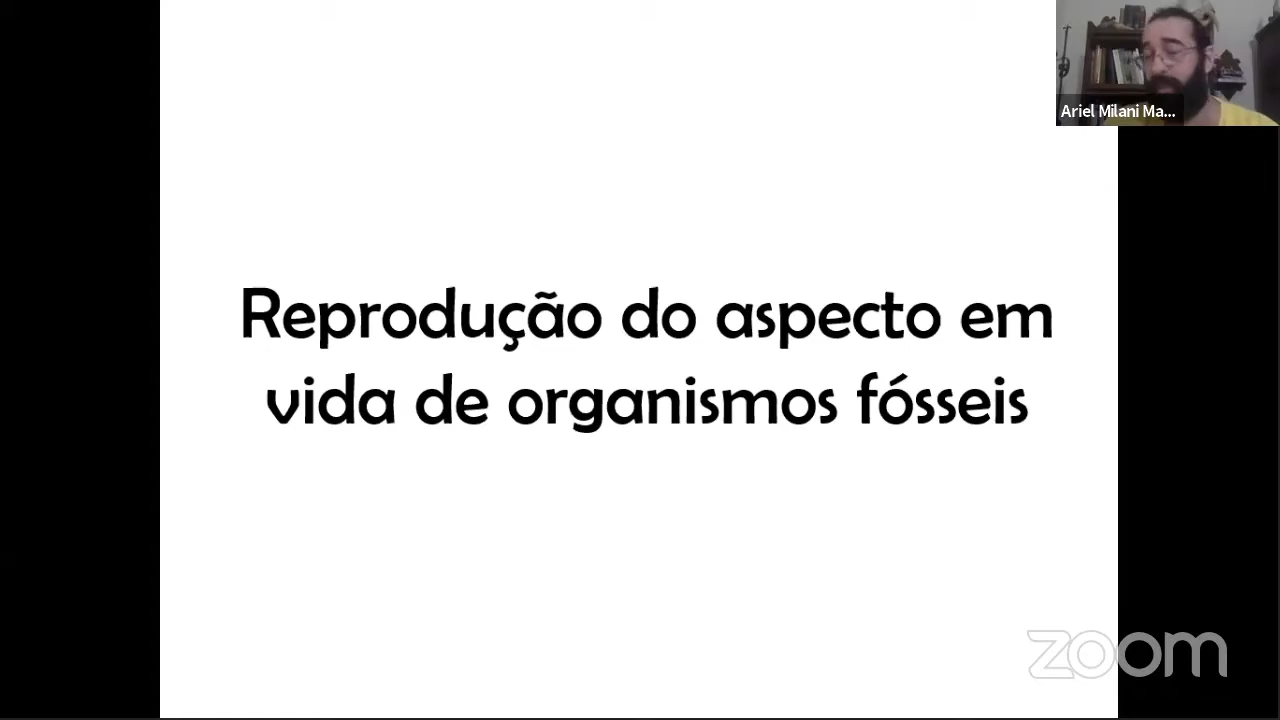 Ariel Milani Ma...
Reprodução do aspecto em
vida de organismos fósseis
zoom